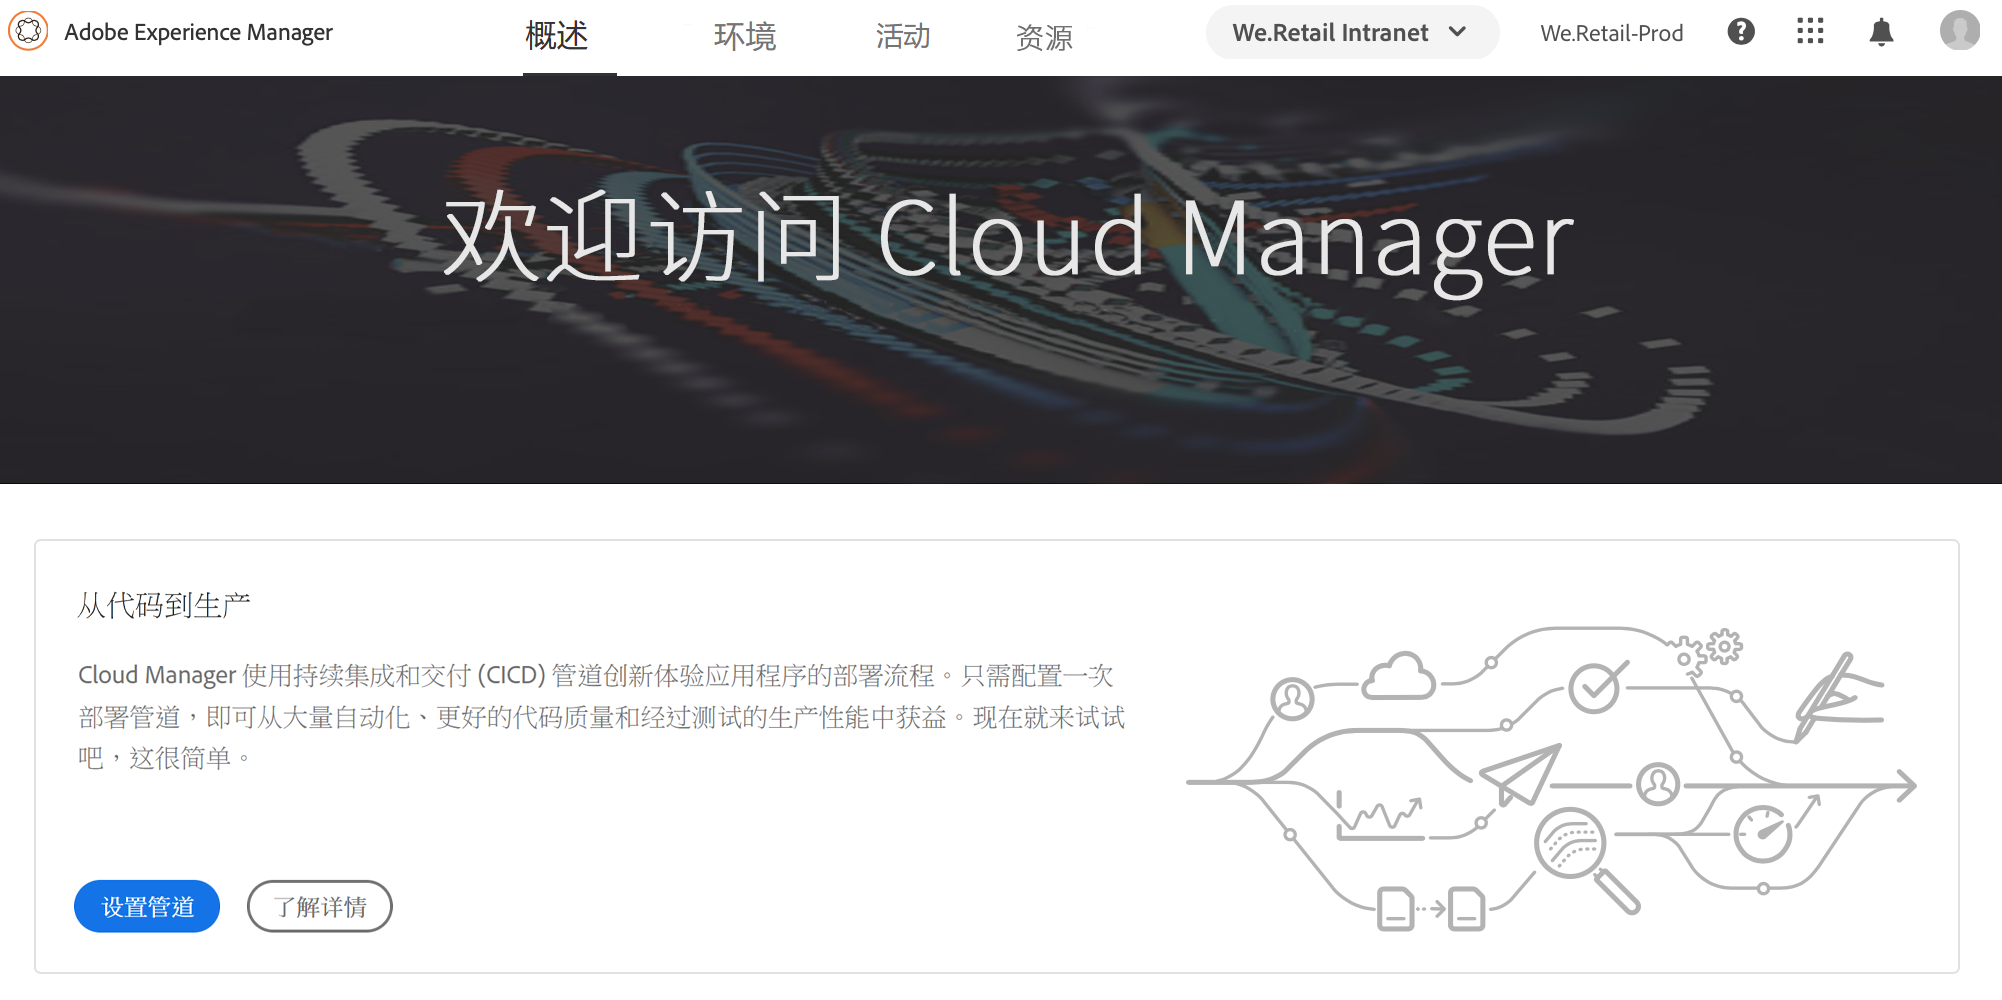 Adobe Experience Manager
概述
环境
活动
资源
We.Retail Intranet
We.Retail-Prod
欢迎访问 Cloud Manager
从代码到生产
Cloud Manager 使用持续集成和交付 (CICD) 管道创新体验应用程序的部署流程。只需配置一次
部署管道，即可从大量自动化、更好的代码质量和经过测试的生产性能中获益。现在就来试试
吧，这很简单。
设置管道
了解详情